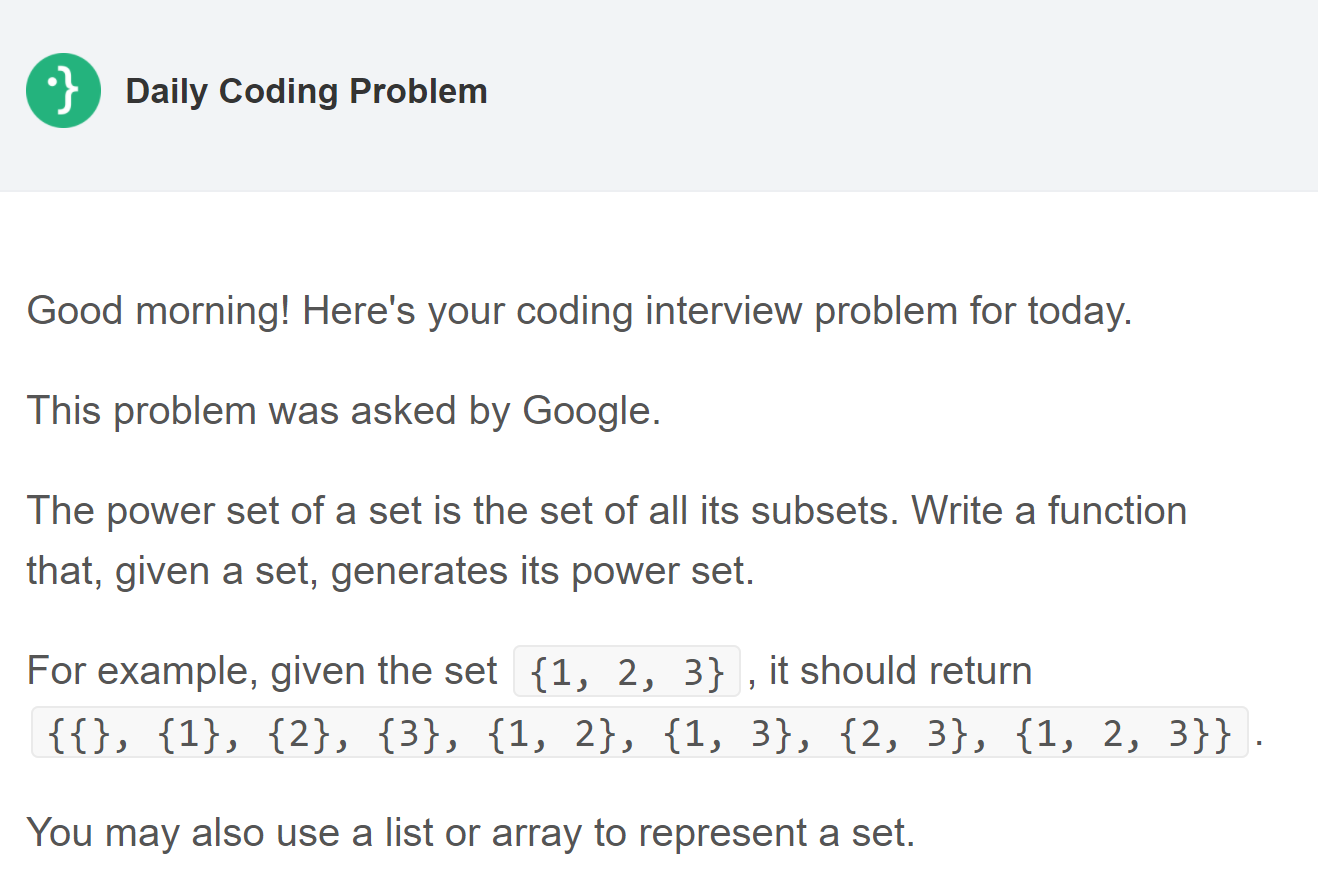 Daily Coding Problem
Good morning! Here's your coding interview problem for today.
This problem was asked by Google.
The power set of a set is the set of all its subsets. Write a function
that, given a set, generates its power set.
For example, given the set {1, 2, 3}, it should return
{{}, {1}, {2}, {3}, {1, 2}, {1, 3}, {2, 3}, {1, 2, 3}}.
You may also use a list or array to represent a set.